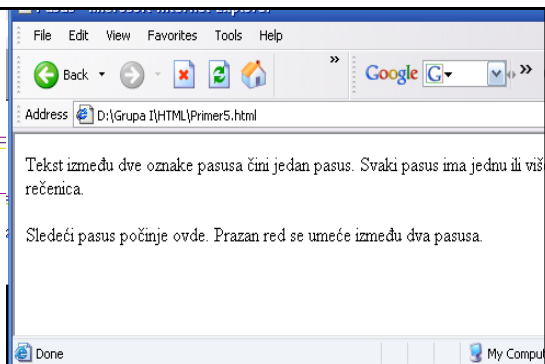 File Edit View Favorites Tools Help
Back » Google G »
Address D:\Grupa I\HTML\Primer5.html
Tekst između dve oznake pasusa čini jedan pasus. Svaki pasus ima jednu ili viš
rečenica.
Sledeći pasus počinje ovde. Prazan red se umeće između dva pasusa.
Done My Comput